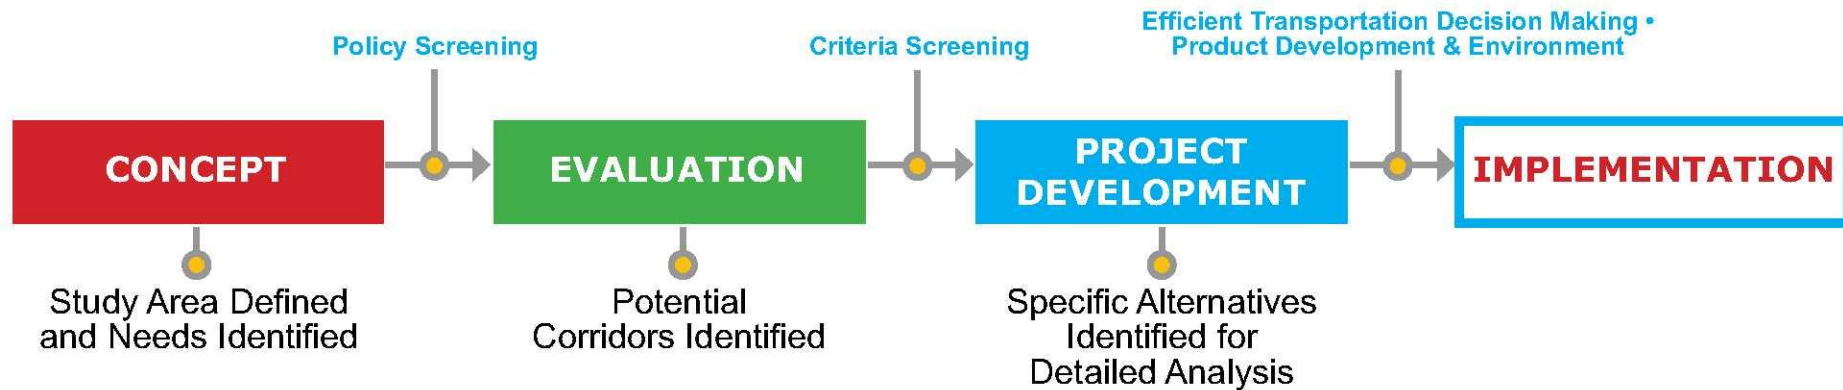 Policy Screening
Criteria Screening
Efficient Transportation Decision Making •
Product Development & Environment
CONCEPT
EVALUATION
PROJECT
DEVELOPMENT
IMPLEMENTATION
Study Area Defined
and Needs Identified
Potential
Corridors Identified
Specific Alternatives
Identified for
Detailed Analysis